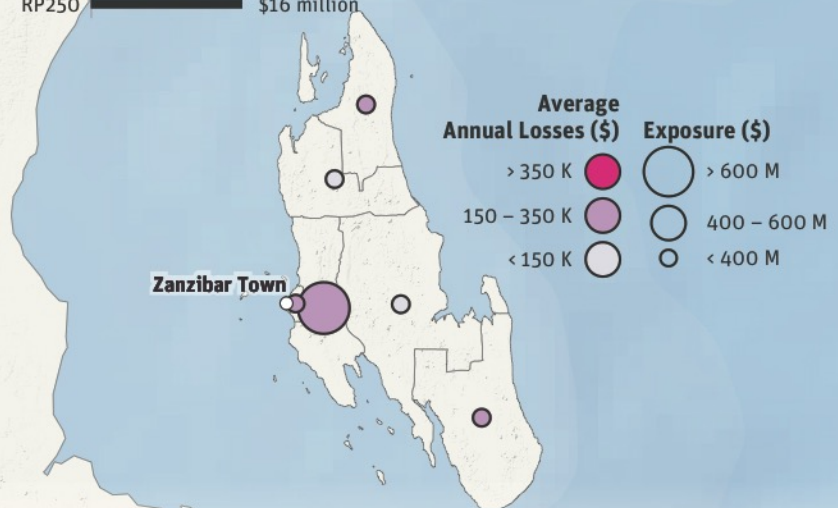 RP250 $16 million
Average
Annual Losses ($) Exposure ($)
> 350 K > 600 M
150 – 350 K 400 – 600 M
< 150 K < 400 M
Zanzibar Town